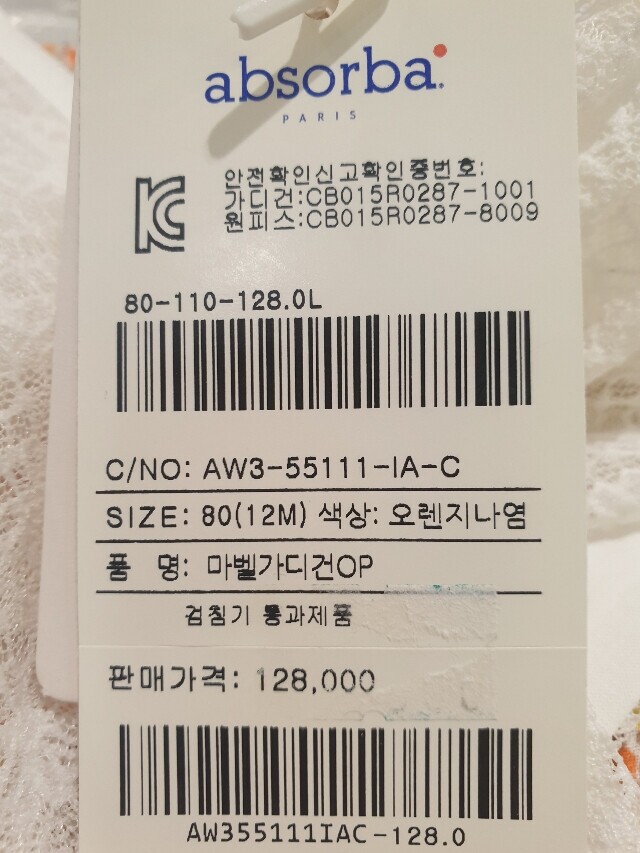 absorba.
PARIS
안전확인신고확인증번호:
가디건:CB015R0287-1001
원피스:CB015R0287-8009
80-110-128.0L
C/NO: AW3-55111-IA-C
SIZE: 80(12M) 색상: 오렌지나염
품 명: 마벨가디건OP
검침기 통과제품
판매가격: 128,000
AW355111IAC-128.0